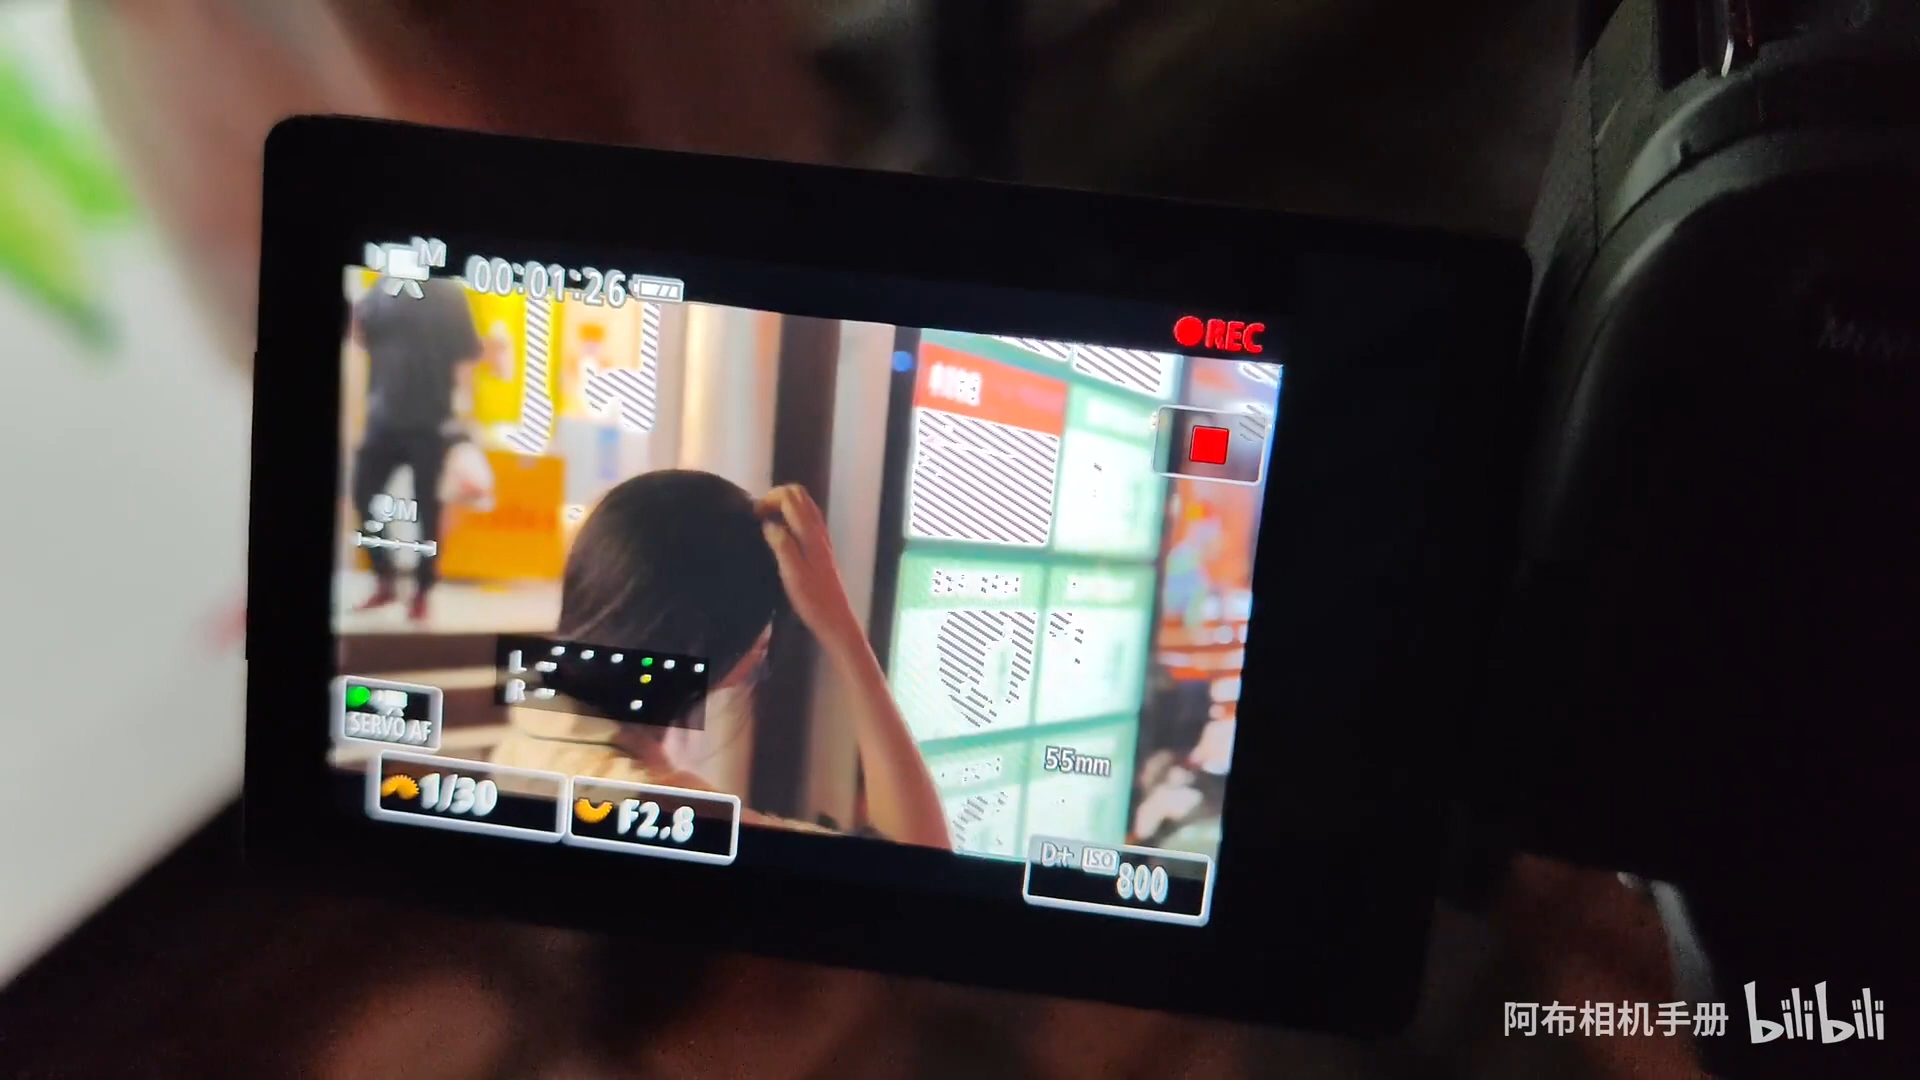 M
00:01:26
REC
M
L
R
SERVO AF
1/30
F2.8
55mm
D+ ISO 800
阿布相机手册 bilibili